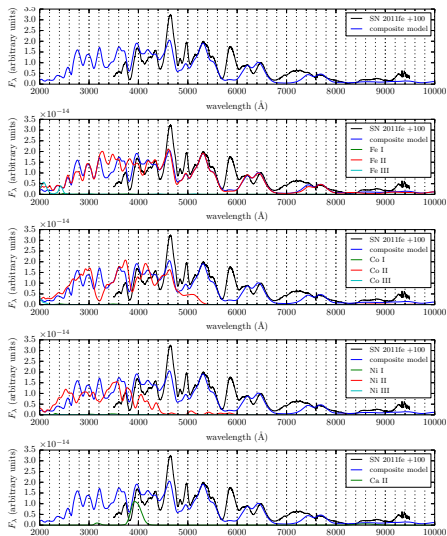 3.5
3.0
2.5
2.0
1.5
1.0
0.5
0.0
Fλ (arbitrary units)
SN 2011fe +100
composite model
2000 3000 4000 5000 6000 7000 8000 9000 10000
wavelength (Å)
×10−14
3.5
3.0
2.5
2.0
1.5
1.0
0.5
0.0
Fλ (arbitrary units)
SN 2011fe +100
composite model
Fe I
Fe II
Fe III
2000 3000 4000 5000 6000 7000 8000 9000 10000
wavelength (Å)
×10−14
3.5
3.0
2.5
2.0
1.5
1.0
0.5
0.0
Fλ (arbitrary units)
SN 2011fe +100
composite model
Co I
Co II
Co III
2000 3000 4000 5000 6000 7000 8000 9000 10000
wavelength (Å)
×10−14
3.5
3.0
2.5
2.0
1.5
1.0
0.5
0.0
Fλ (arbitrary units)
SN 2011fe +100
composite model
Ni I
Ni II
Ni III
2000 3000 4000 5000 6000 7000 8000 9000 10000
wavelength (Å)
×10−14
3.5
3.0
2.5
2.0
1.5
1.0
0.5
0.0
Fλ (arbitrary units)
SN 2011fe +100
composite model
Ca II
2000 3000 4000 5000 6000 7000 8000 9000 10000